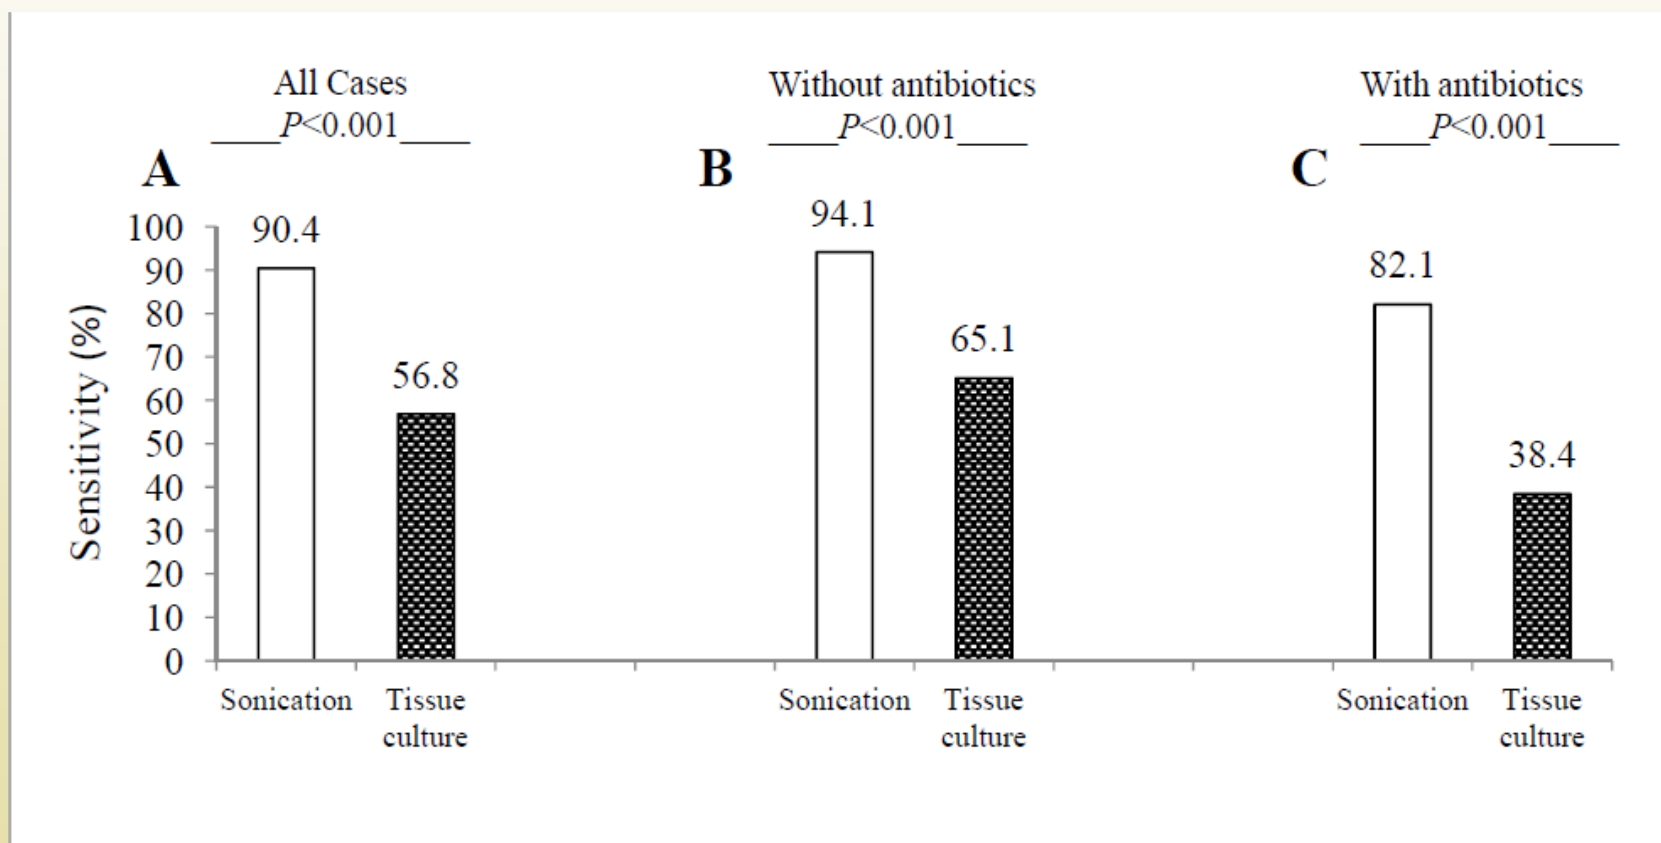 All Cases
P<0.001
A
Without antibiotics
P<0.001
B
With antibiotics
P<0.001
C
Sensitivity (%)
100
90
80
70
60
50
40
30
20
10
0
90.4
56.8
94.1
65.1
82.1
38.4
Sonication
Tissue
culture
Sonication
Tissue
culture
Sonication
Tissue
culture